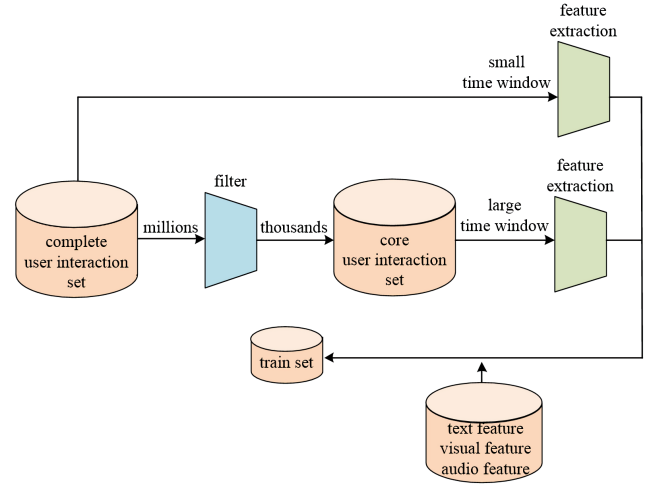 feature
extraction
small
time window
filter
feature
extraction
complete
user interaction
set
millions
thousands
core
user interaction
set
large
time window
train set
text feature
visual feature
audio feature